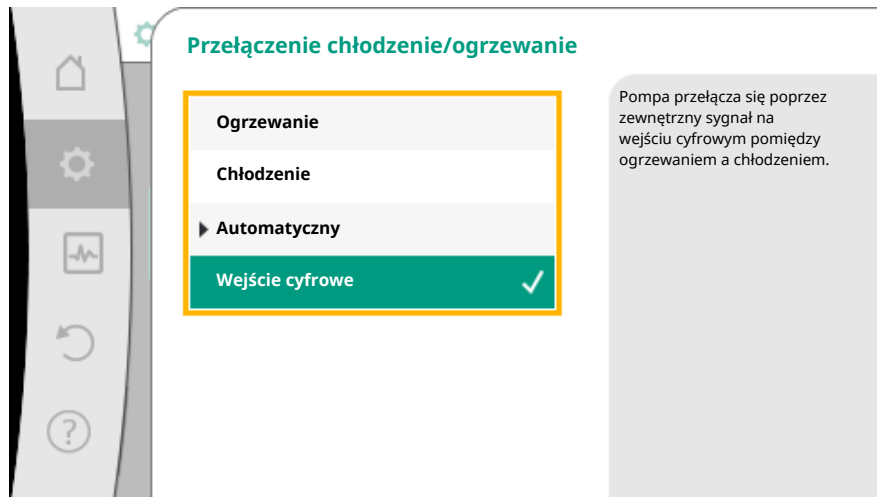 Przełączenie chłodzenie/ogrzewanie
Ogrzewanie
Chłodzenie
Automatyczny
Wejście cyfrowe
Pompa przełącza się poprzez
zewnętrzny sygnał na
wejściu cyfrowym pomiędzy
ogrzewaniem a chłodzeniem.
?